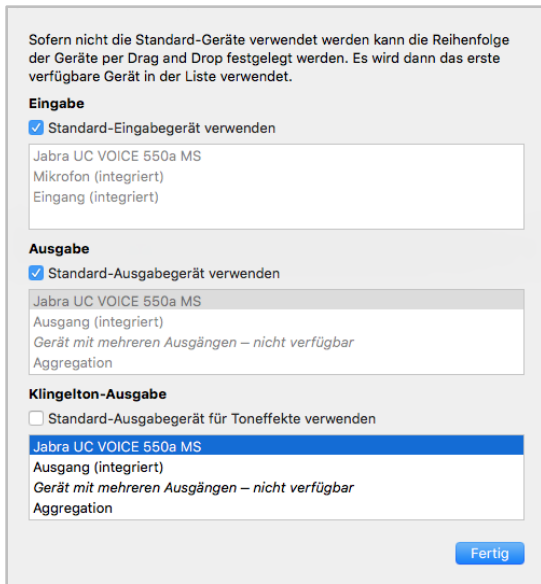 Sofern nicht die Standard-Geräte verwendet werden kann die Reihenfolge
der Geräte per Drag and Drop festgelegt werden. Es wird dann das erste
verfügbare Gerät in der Liste verwendet.
Eingabe
Standard-Eingabegerät verwenden
Jabra UC VOICE 550a MS
Mikrofon (integriert)
Eingang (integriert)
Ausgabe
Standard-Ausgabegerät verwenden
Jabra UC VOICE 550a MS
Ausgang (integriert)
Gerät mit mehreren Ausgängen – nicht verfügbar
Aggregation
Klingelton-Ausgabe
Standard-Ausgabegerät für Toneffekte verwenden
Jabra UC VOICE 550a MS
Ausgang (integriert)
Gerät mit mehreren Ausgängen – nicht verfügbar
Aggregation
Fertig